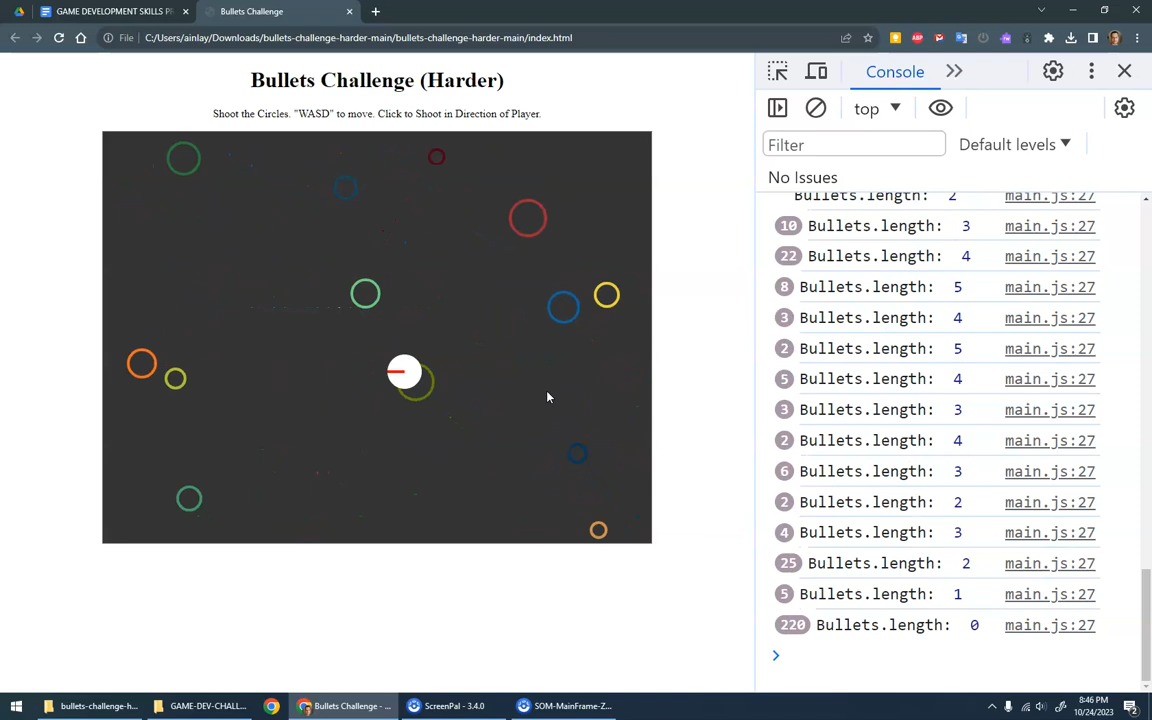 GAME DEVELOPMENT SKILLS PR
Bullets Challenge
File
C:/Users/ainlay/Downloads/bullets-challenge-harder-main/bullets-challenge-harder-main/index.html
Bullets Challenge (Harder)
Shoot the Circles. "WASD" to move. Click to Shoot in Direction of Player.
Console
top
Filter
Default levels
No Issues
Bullets.length: 2 main.js:27
10 Bullets.length: 3 main.js:27
22 Bullets.length: 4 main.js:27
8 Bullets.length: 5 main.js:27
3 Bullets.length: 4 main.js:27
2 Bullets.length: 5 main.js:27
5 Bullets.length: 4 main.js:27
3 Bullets.length: 3 main.js:27
2 Bullets.length: 4 main.js:27
6 Bullets.length: 3 main.js:27
2 Bullets.length: 2 main.js:27
4 Bullets.length: 3 main.js:27
25 Bullets.length: 2 main.js:27
5 Bullets.length: 1 main.js:27
220 Bullets.length: 0 main.js:27
bullets-challenge-h...
GAME-DEV-CHALL...
Bullets Challenge - ...
ScreenPal - 3.4.0
SOM-MainFrame-Z...
8:46 PM
10/24/2023
2